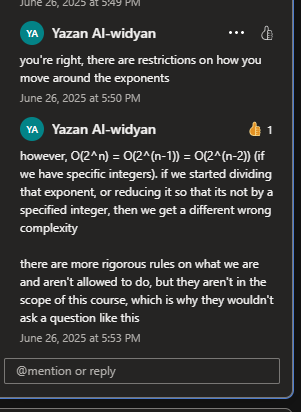 June 26, 2025 at 5:49 PM
YA Yazan Al-widyan
you're right, there are restrictions on how you
move around the exponents
June 26, 2025 at 5:50 PM
YA Yazan Al-widyan 1
however, O(2^n) = O(2^(n-1)) = O(2^(n-2)) (if
we have specific integers). if we started dividing
that exponent, or reducing it so that its not by a
specified integer, then we get a different wrong
complexity
there are more rigorous rules on what we are
and aren't allowed to do, but they aren't in the
scope of this course, which is why they wouldn't
ask a question like this
June 26, 2025 at 5:53 PM
@mention or reply